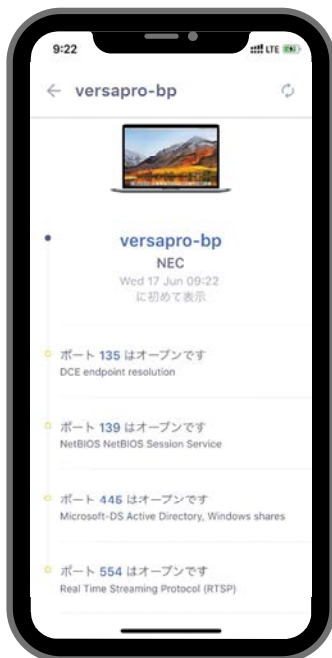 9:22
LTE
versapro-bp
versapro-bp
NEC
Wed 17 Jun 09:22
に初めて表示
ポート 135 はオープンです
DCE endpoint resolution
ポート 139 はオープンです
NetBIOS NetBIOS Session Service
ポート 445 はオープンです
Microsoft-DS Active Directory, Windows shares
ポート 554 はオープンです
Real Time Streaming Protocol (RTSP)